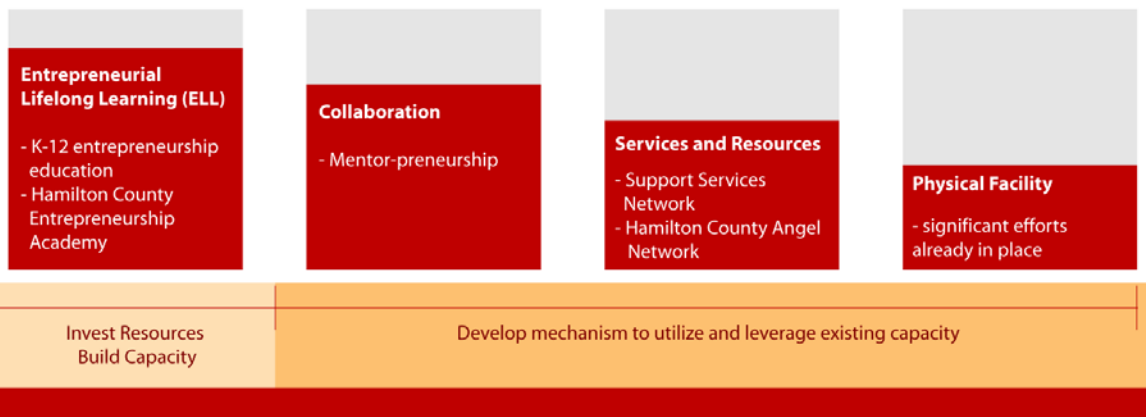 Entrepreneurial
Lifelong Learning (ELL)
- K-12 entrepreneurship
education
- Hamilton County
Entrepreneurship
Academy
Collaboration
- Mentor-preneurship
Services and Resources
- Support Services
Network
- Hamilton County Angel
Network
Physical Facility
- significant efforts
already in place
Invest Resources
Build Capacity
Develop mechanism to utilize and leverage existing capacity